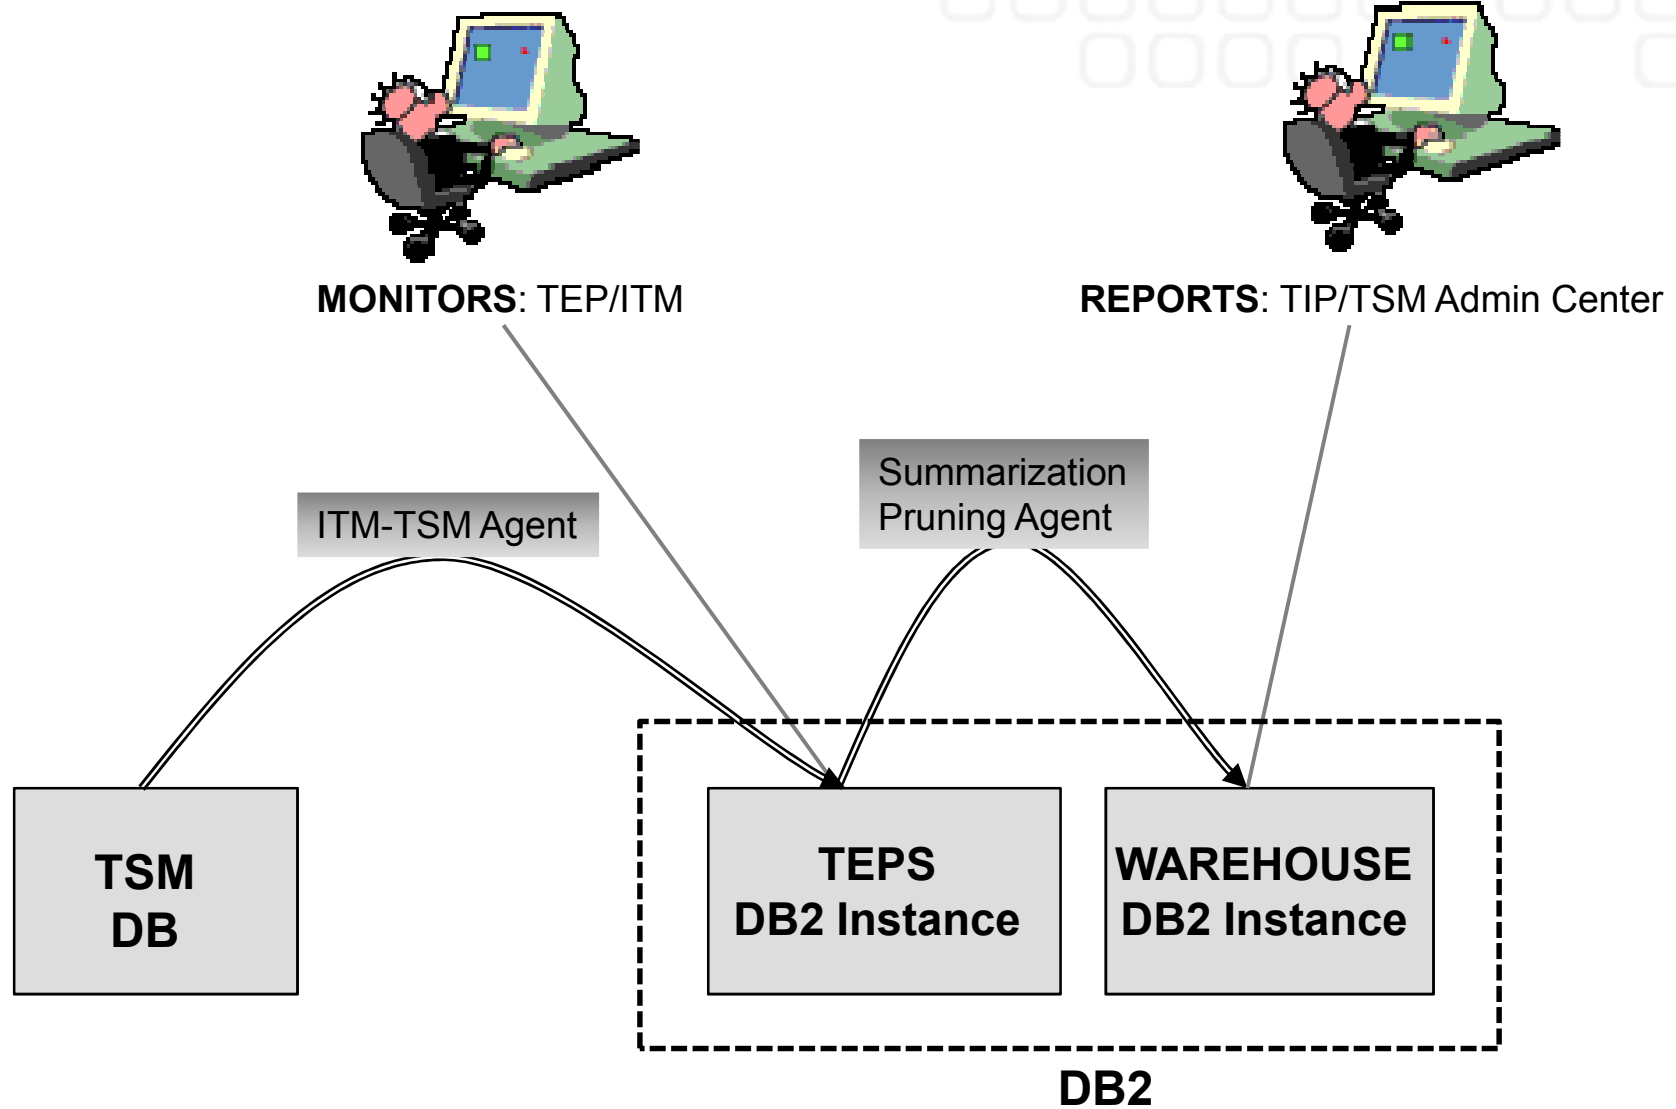 MONITORS: TEP/ITM
REPORTS: TIP/TSM Admin Center
ITM-TSM Agent
Summarization
Pruning Agent
TSM
DB
TEPS
DB2 Instance
WAREHOUSE
DB2 Instance
DB2